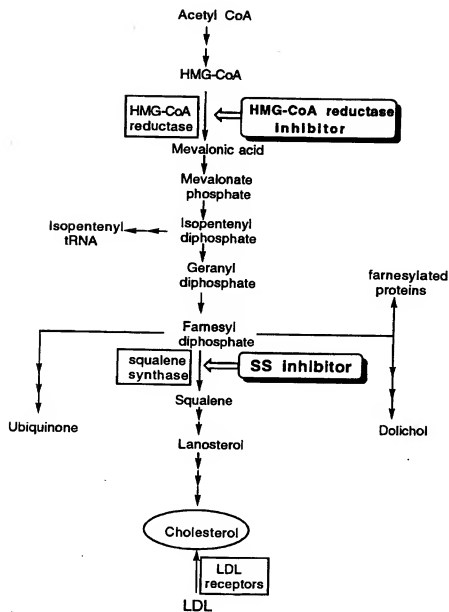 Acetyl CoA
HMG-CoA
HMG-CoA
reductase
HMG-CoA reductase
inhibitor
Mevalonic acid
Mevalonate
phosphate
Isopentenyl
tRNA
Isopentenyl
diphosphate
Geranyl
diphosphate
farnesylated
proteins
Farnesyl
diphosphate
squalene
synthase
SS inhibitor
Squalene
Ubiquinone
Dolichol
Lanosterol
Cholesterol
LDL
receptors
LDL